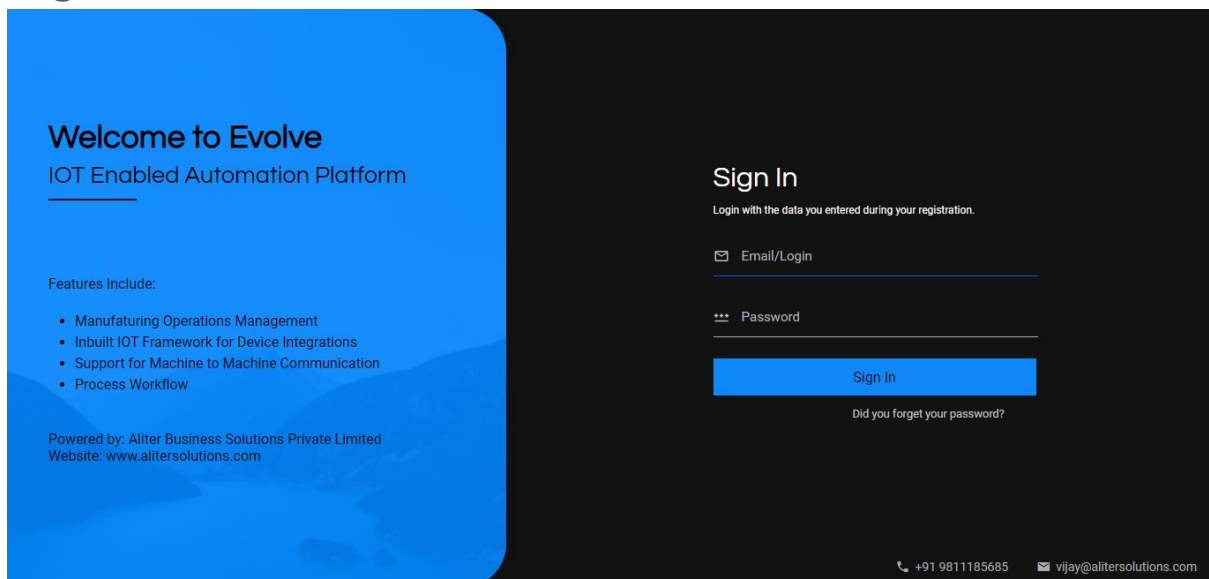 Welcome to Evolve
IOT Enabled Automation Platform
Features Include:
Manufaturing Operations Management
Inbuilt IOT Framework for Device Integrations
Support for Machine to Machine Communication
Process Workflow
Powered by: Aliter Business Solutions Private Limited
Website: www.alitersolutions.com
Sign In
Login with the data you entered during your registration.
Email/Login
Password
Sign In
Did you forget your password?
+91 9811185685
vijay@alitersolutions.com